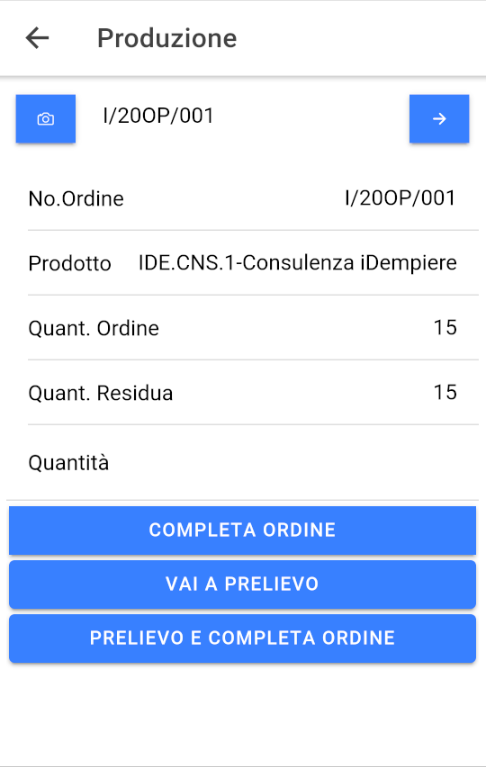 Produzione
I/20OP/001
No.Ordine I/20OP/001
Prodotto IDE.CNS.1-Consulenza iDempiere
Quant. Ordine 15
Quant. Residua 15
Quantità
COMPLETA ORDINE
VAI A PRELIEVO
PRELIEVO E COMPLETA ORDINE